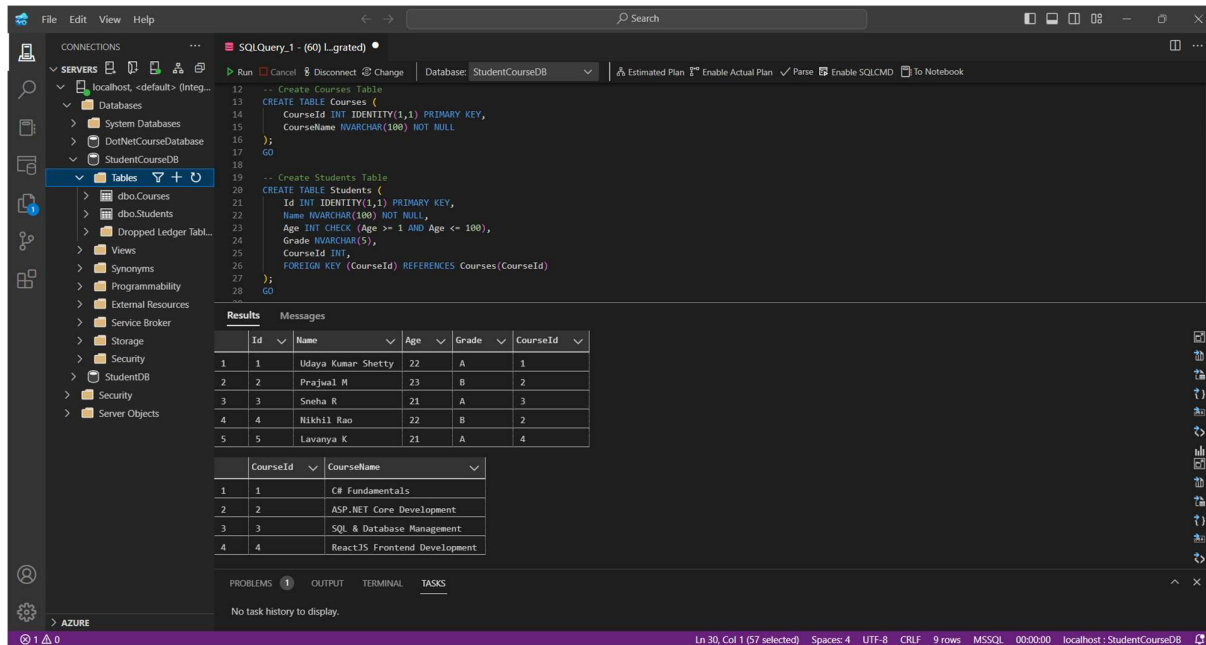 File Edit View Help
Search
CONNECTIONS ...
SERVERS
localhost, <default> (Integ...
Databases
System Databases
DotNetCourseDatabase
StudentCourseDB
Tables
dbo.Courses
dbo.Students
Dropped Ledger Tabl...
Views
Synonyms
Programmability
External Resources
Service Broker
Storage
Security
StudentDB
Security
Server Objects
AZURE
1
SQLQuery_1 - (60) l...grated)
Run Cancel Disconnect Change Database: StudentCourseDB Estimated Plan Enable Actual Plan Parse Enable SQLCMD To Notebook
12 -- Create Courses Table
13 CREATE TABLE Courses (
14 CourseId INT IDENTITY(1,1) PRIMARY KEY,
15 CourseName NVARCHAR(100) NOT NULL
16 );
17 GO
18
19 -- Create Students Table
20 CREATE TABLE Students (
21 Id INT IDENTITY(1,1) PRIMARY KEY,
22 Name NVARCHAR(100) NOT NULL,
23 Age INT CHECK (Age >= 1 AND Age <= 100),
24 Grade NVARCHAR(5),
25 CourseId INT,
26 FOREIGN KEY (CourseId) REFERENCES Courses(CourseId)
27 );
28 GO
Results Messages
Id Name Age Grade CourseId
1 1 Udaya Kumar Shetty 22 A 1
2 2 Prajwal M 23 B 2
3 3 Sneha R 21 A 3
4 4 Nikhil Rao 22 B 2
5 5 Lavanya K 21 A 4
CourseId CourseName
1 1 C# Fundamentals
2 2 ASP.NET Core Development
3 3 SQL & Database Management
4 4 ReactJS Frontend Development
PROBLEMS 1 OUTPUT TERMINAL TASKS
No task history to display.
1 0 Ln 30, Col 1 (57 selected) Spaces: 4 UTF-8 CRLF 9 rows MSSQL 00:00:00 localhost : StudentCourseDB